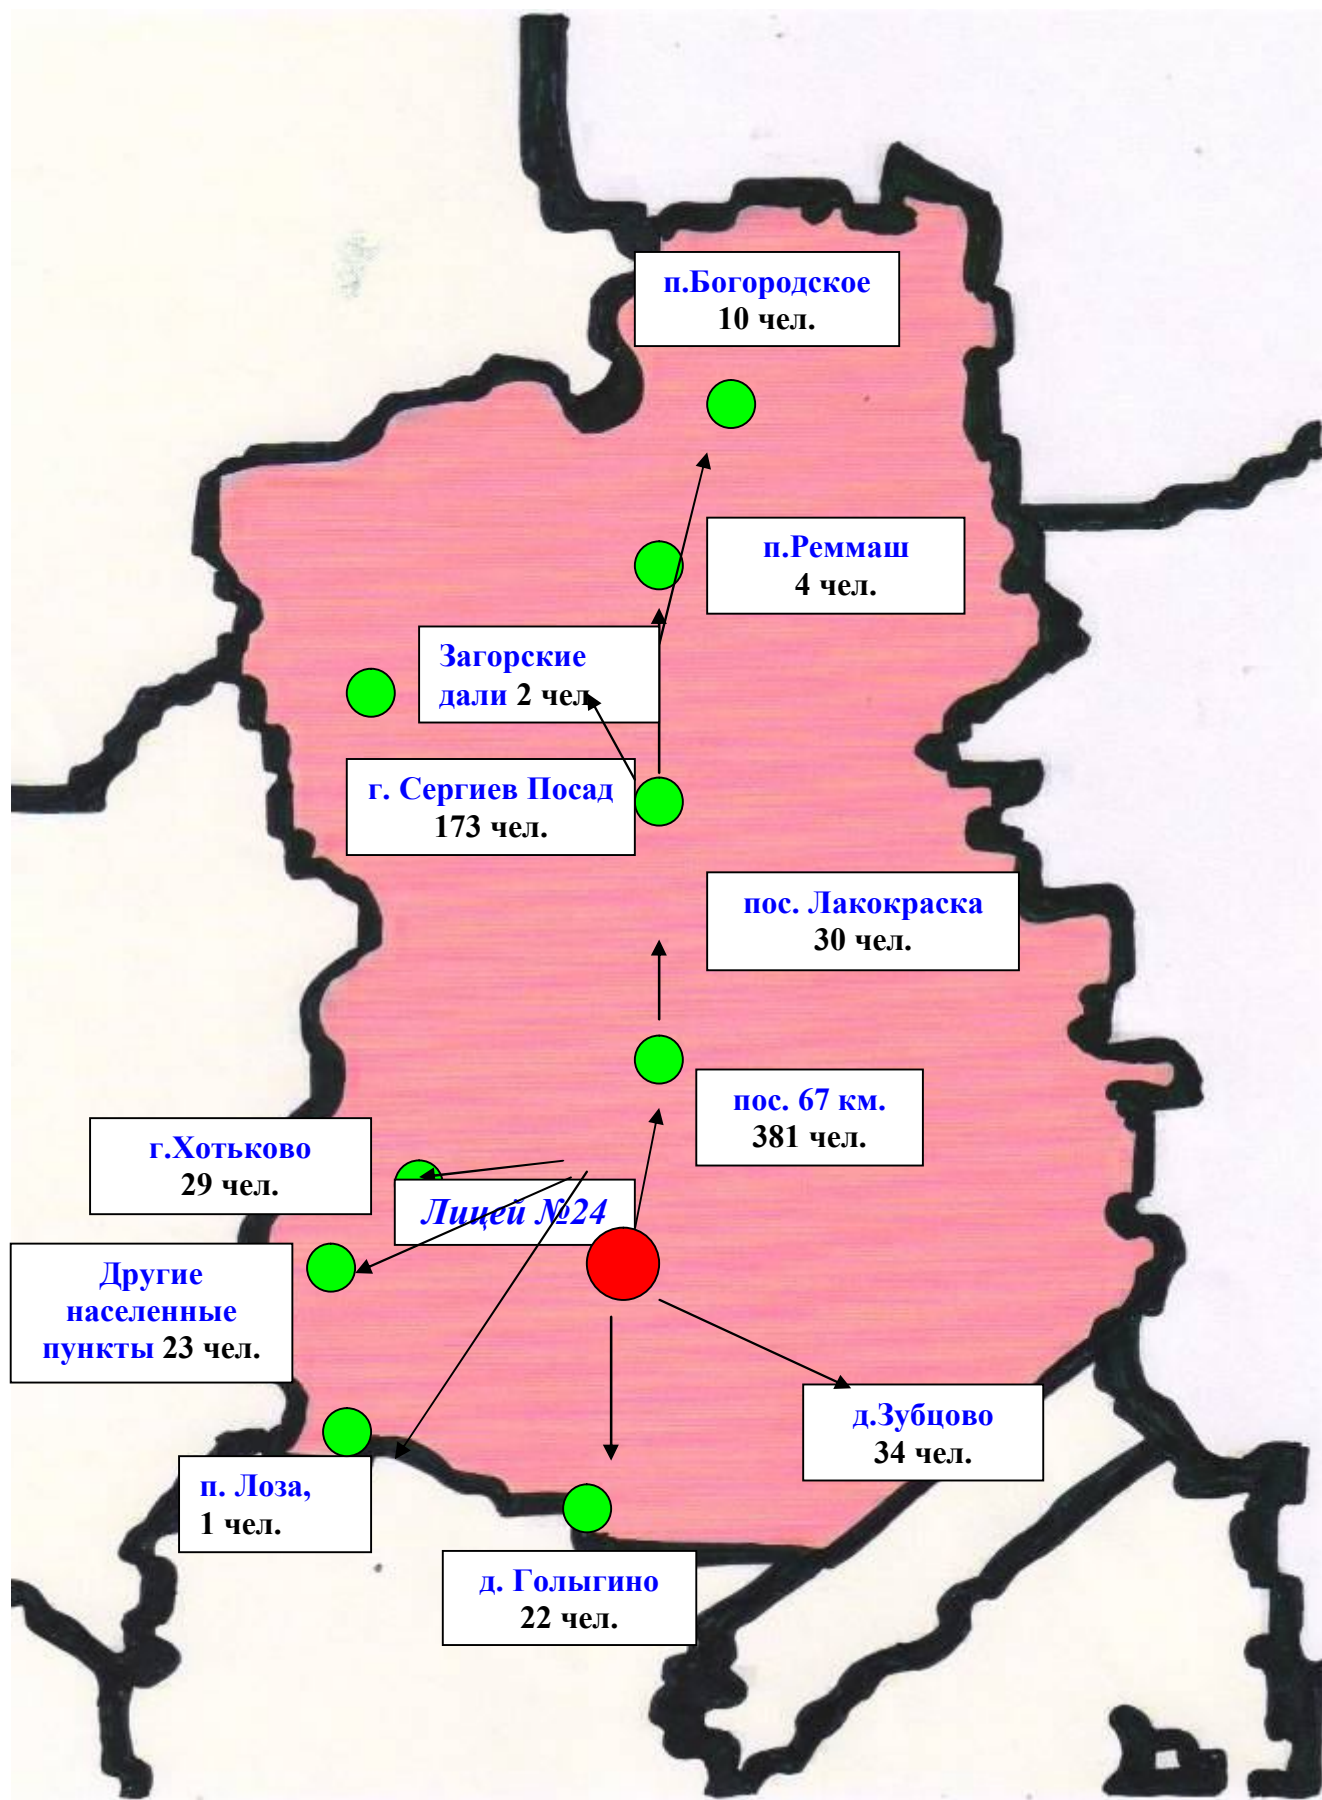 п.Богородское
10 чел.
п.Реммаш
4 чел.
Загорские
дали 2 чел
г. Сергиев Посад
173 чел.
пос. Лакокраска
30 чел.
пос. 67 км.
381 чел.
г.Хотьково
29 чел.
Лицей №24
Другие
населенные
пункты 23 чел.
д.Зубцово
34 чел.
п. Лоза,
1 чел.
д. Голыгино
22 чел.